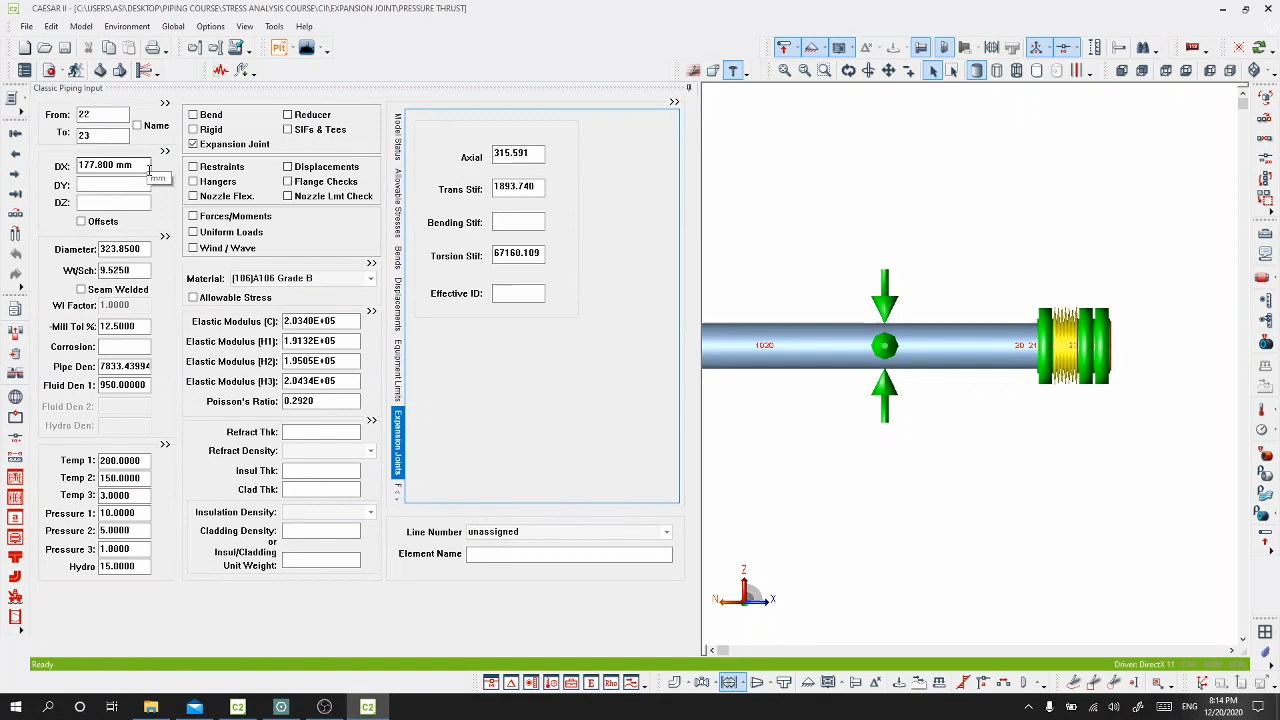 CAESAR II - [C:\USERS\ASI\DESKTOP\PIPING COURSE\STRESS ANALYSIS COURSE\CII\EXPANSION JOINT\PRESSURE THRUST]
File Edit Model Environment Global Options View Tools Help
Classic Piping Input
From: 22
To: 23
Name
DX: 177.800 mm
mm
DY:
DZ:
Offsets
Diameter: 323.8500
Wt/Sch: 9.5250
Seam Welded
WI Factor: 1.0000
-Mill Tol %: 12.5000
Corrosion:
Pipe Den: 7833.43994
Fluid Den 1: 950.00000
Fluid Den 2:
Hydro Den:
Temp 1: 200.0000
Temp 2: 150.0000
Temp 3: 3.0000
Pressure 1: 10.0000
Pressure 2: 5.0000
Pressure 3: 1.0000
Hydro 15.0000
Bend Reducer
Rigid SIFs & Tees
Expansion Joint
Restraints Displacements
Hangers Flange Checks
Nozzle Flex. Nozzle Lmt Check
Forces/Moments
Uniform Loads
Wind / Wave
Material: [106]A106 Grade B
Allowable Stress
Elastic Modulus (C): 2.0340E+05
Elastic Modulus (H1): 1.9132E+05
Elastic Modulus (H2): 1.9505E+05
Elastic Modulus (H3): 2.0434E+05
Poisson's Ratio: 0.2920
Refract Thk:
Refract Density:
Insul Thk:
Clad Thk:
Insulation Density:
Cladding Density:
or
Insul/Cladding
Unit Weight:
Model Status
Allowable Stresses
Bends
Displacements
Equipment Limits
Expansion Joints
Axial 315.591
Trans Stif: 1893.740
Bending Stif:
Torsion Stif: 67160.109
Effective ID:
Line Number unassigned
Element Name
1020
20
Z
N X
Ready
Driver: DirectX 11
8:14 PM
ENG
12/20/2020